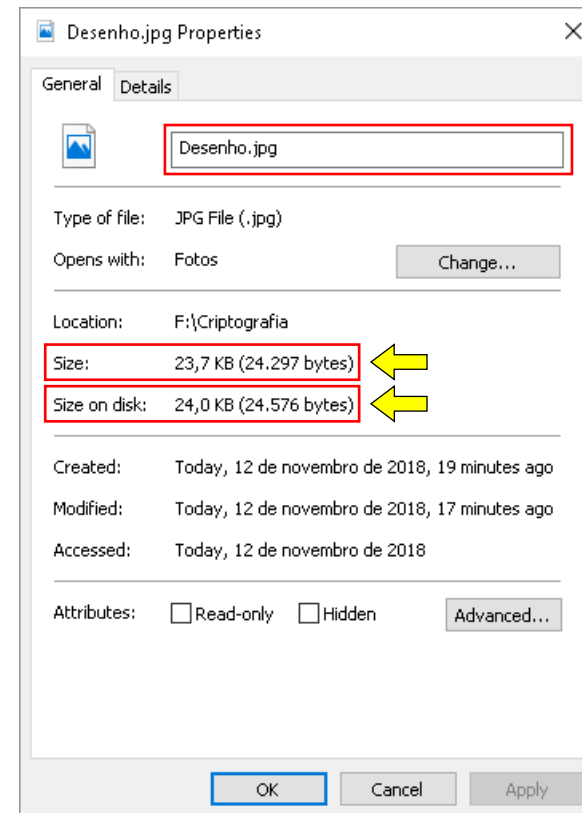 Desenho.jpg Properties
General Details
Desenho.jpg
Type of file: JPG File (.jpg)
Opens with: Fotos Change...
Location: F:\Criptografia
Size: 23,7 KB (24.297 bytes)
Size on disk: 24,0 KB (24.576 bytes)
Created: Today, 12 de novembro de 2018, 19 minutes ago
Modified: Today, 12 de novembro de 2018, 17 minutes ago
Accessed: Today, 12 de novembro de 2018
Attributes: Read-only Hidden Advanced...
OK Cancel Apply